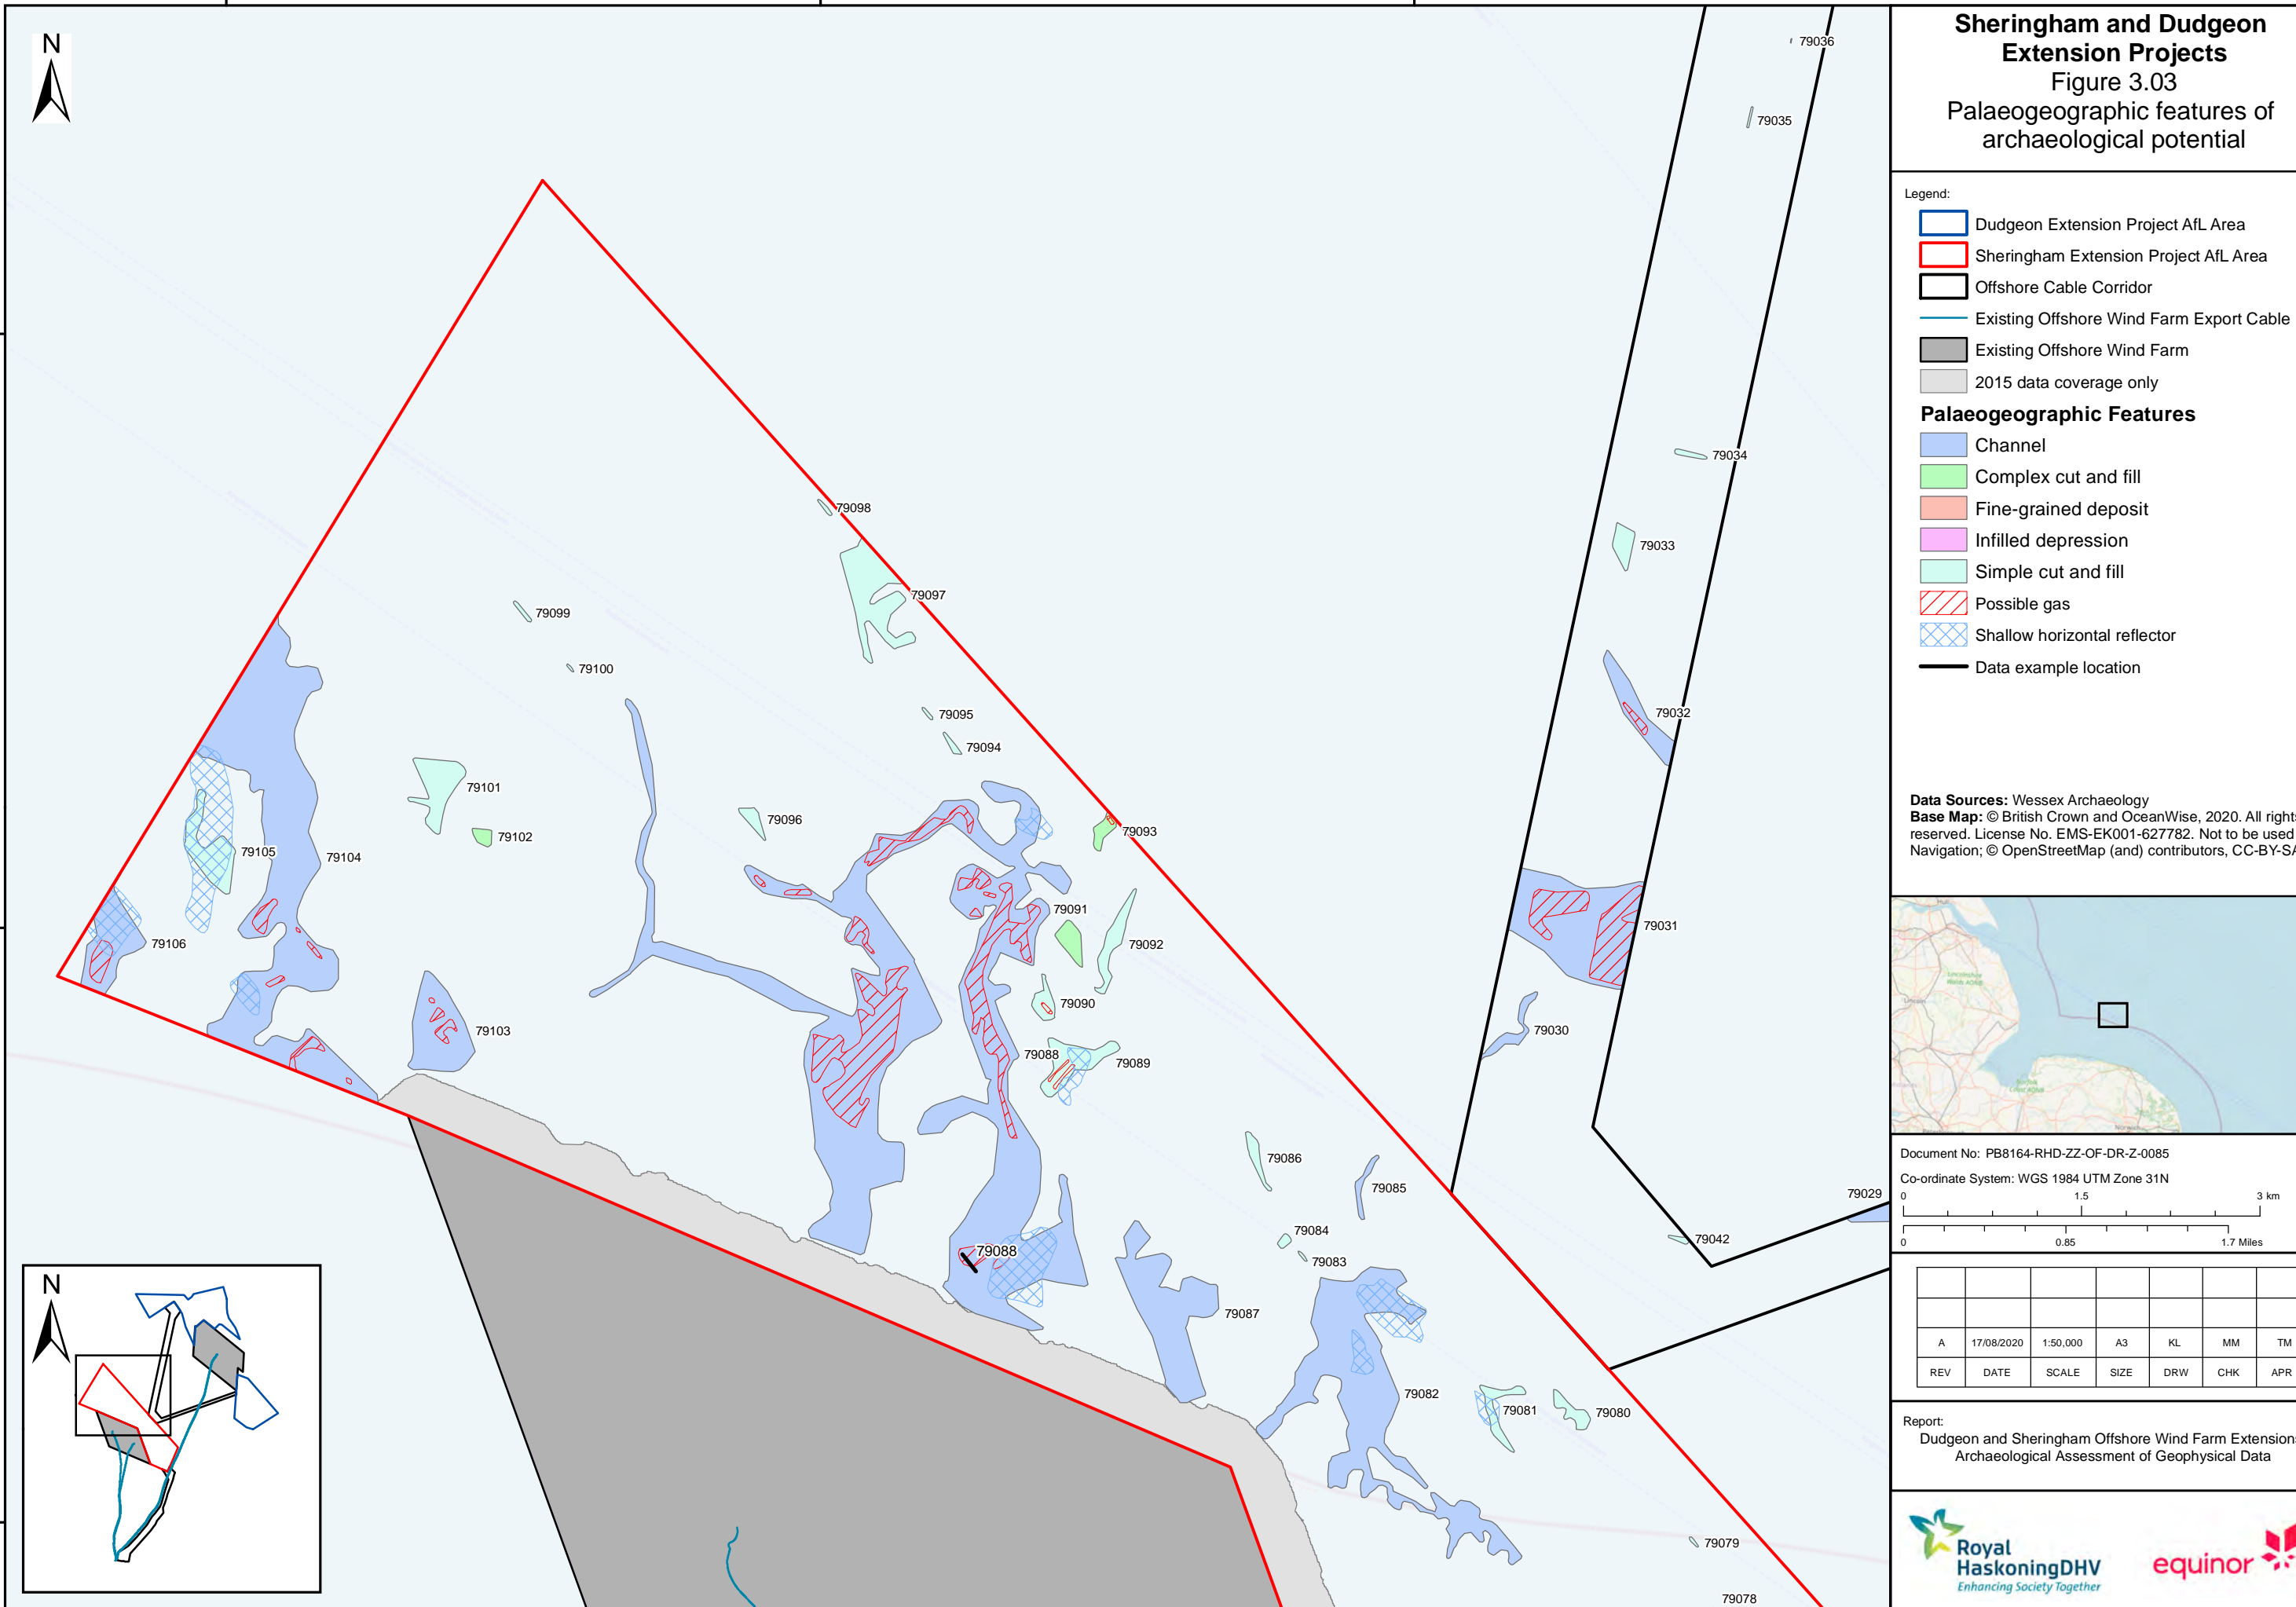 N
79036
79035
79034
79033
79032
79031
79030
79029
79042
79098
79097
79099
79100
79095
79094
79101
79102
79096
79093
79105
79104
79106
79091
79092
79090
79103
79088
79089
79086
79085
79084
79083
79088
79087
79082
79081
79080
79079
79078
N
Sheringham and Dudgeon
Extension Projects
Figure 3.03
Palaeogeographic features of
archaeological potential
Legend:
Dudgeon Extension Project AfL Area
Sheringham Extension Project AfL Area
Offshore Cable Corridor
Existing Offshore Wind Farm Export Cable
Existing Offshore Wind Farm
2015 data coverage only
Palaeogeographic Features
Channel
Complex cut and fill
Fine-grained deposit
Infilled depression
Simple cut and fill
Possible gas
Shallow horizontal reflector
Data example location
Data Sources: Wessex Archaeology
Base Map: © British Crown and OceanWise, 2020. All rights
reserved. License No. EMS-EK001-627782. Not to be used
Navigation; © OpenStreetMap (and) contributors, CC-BY-SA
Document No: PB8164-RHD-ZZ-OF-DR-Z-0085
Co-ordinate System: WGS 1984 UTM Zone 31N
0 1.5 3 km
0 0.85 1.7 Miles
A 17/08/2020 1:50,000 A3 KL MM TM
REV DATE SCALE SIZE DRW CHK APR
Report:
Dudgeon and Sheringham Offshore Wind Farm Extensions
Archaeological Assessment of Geophysical Data
Royal
HaskoningDHV
Enhancing Society Together
equinor